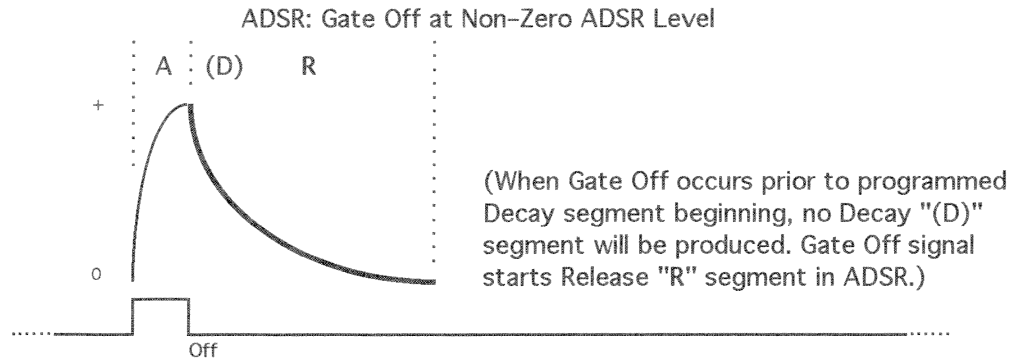 ADSR: Gate Off at Non-Zero ADSR Level
A (D) R
+
(When Gate Off occurs prior to programmed
Decay segment beginning, no Decay "(D)"
segment will be produced. Gate Off signal
starts Release "R" segment in ADSR.)
0
Off